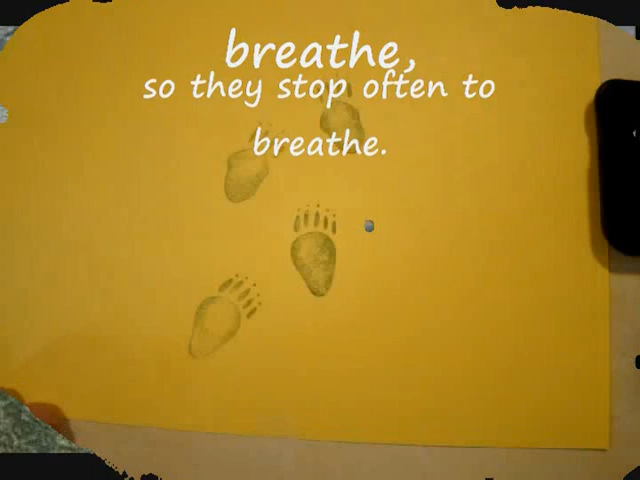 breathe,
so they stop often to
breathe.